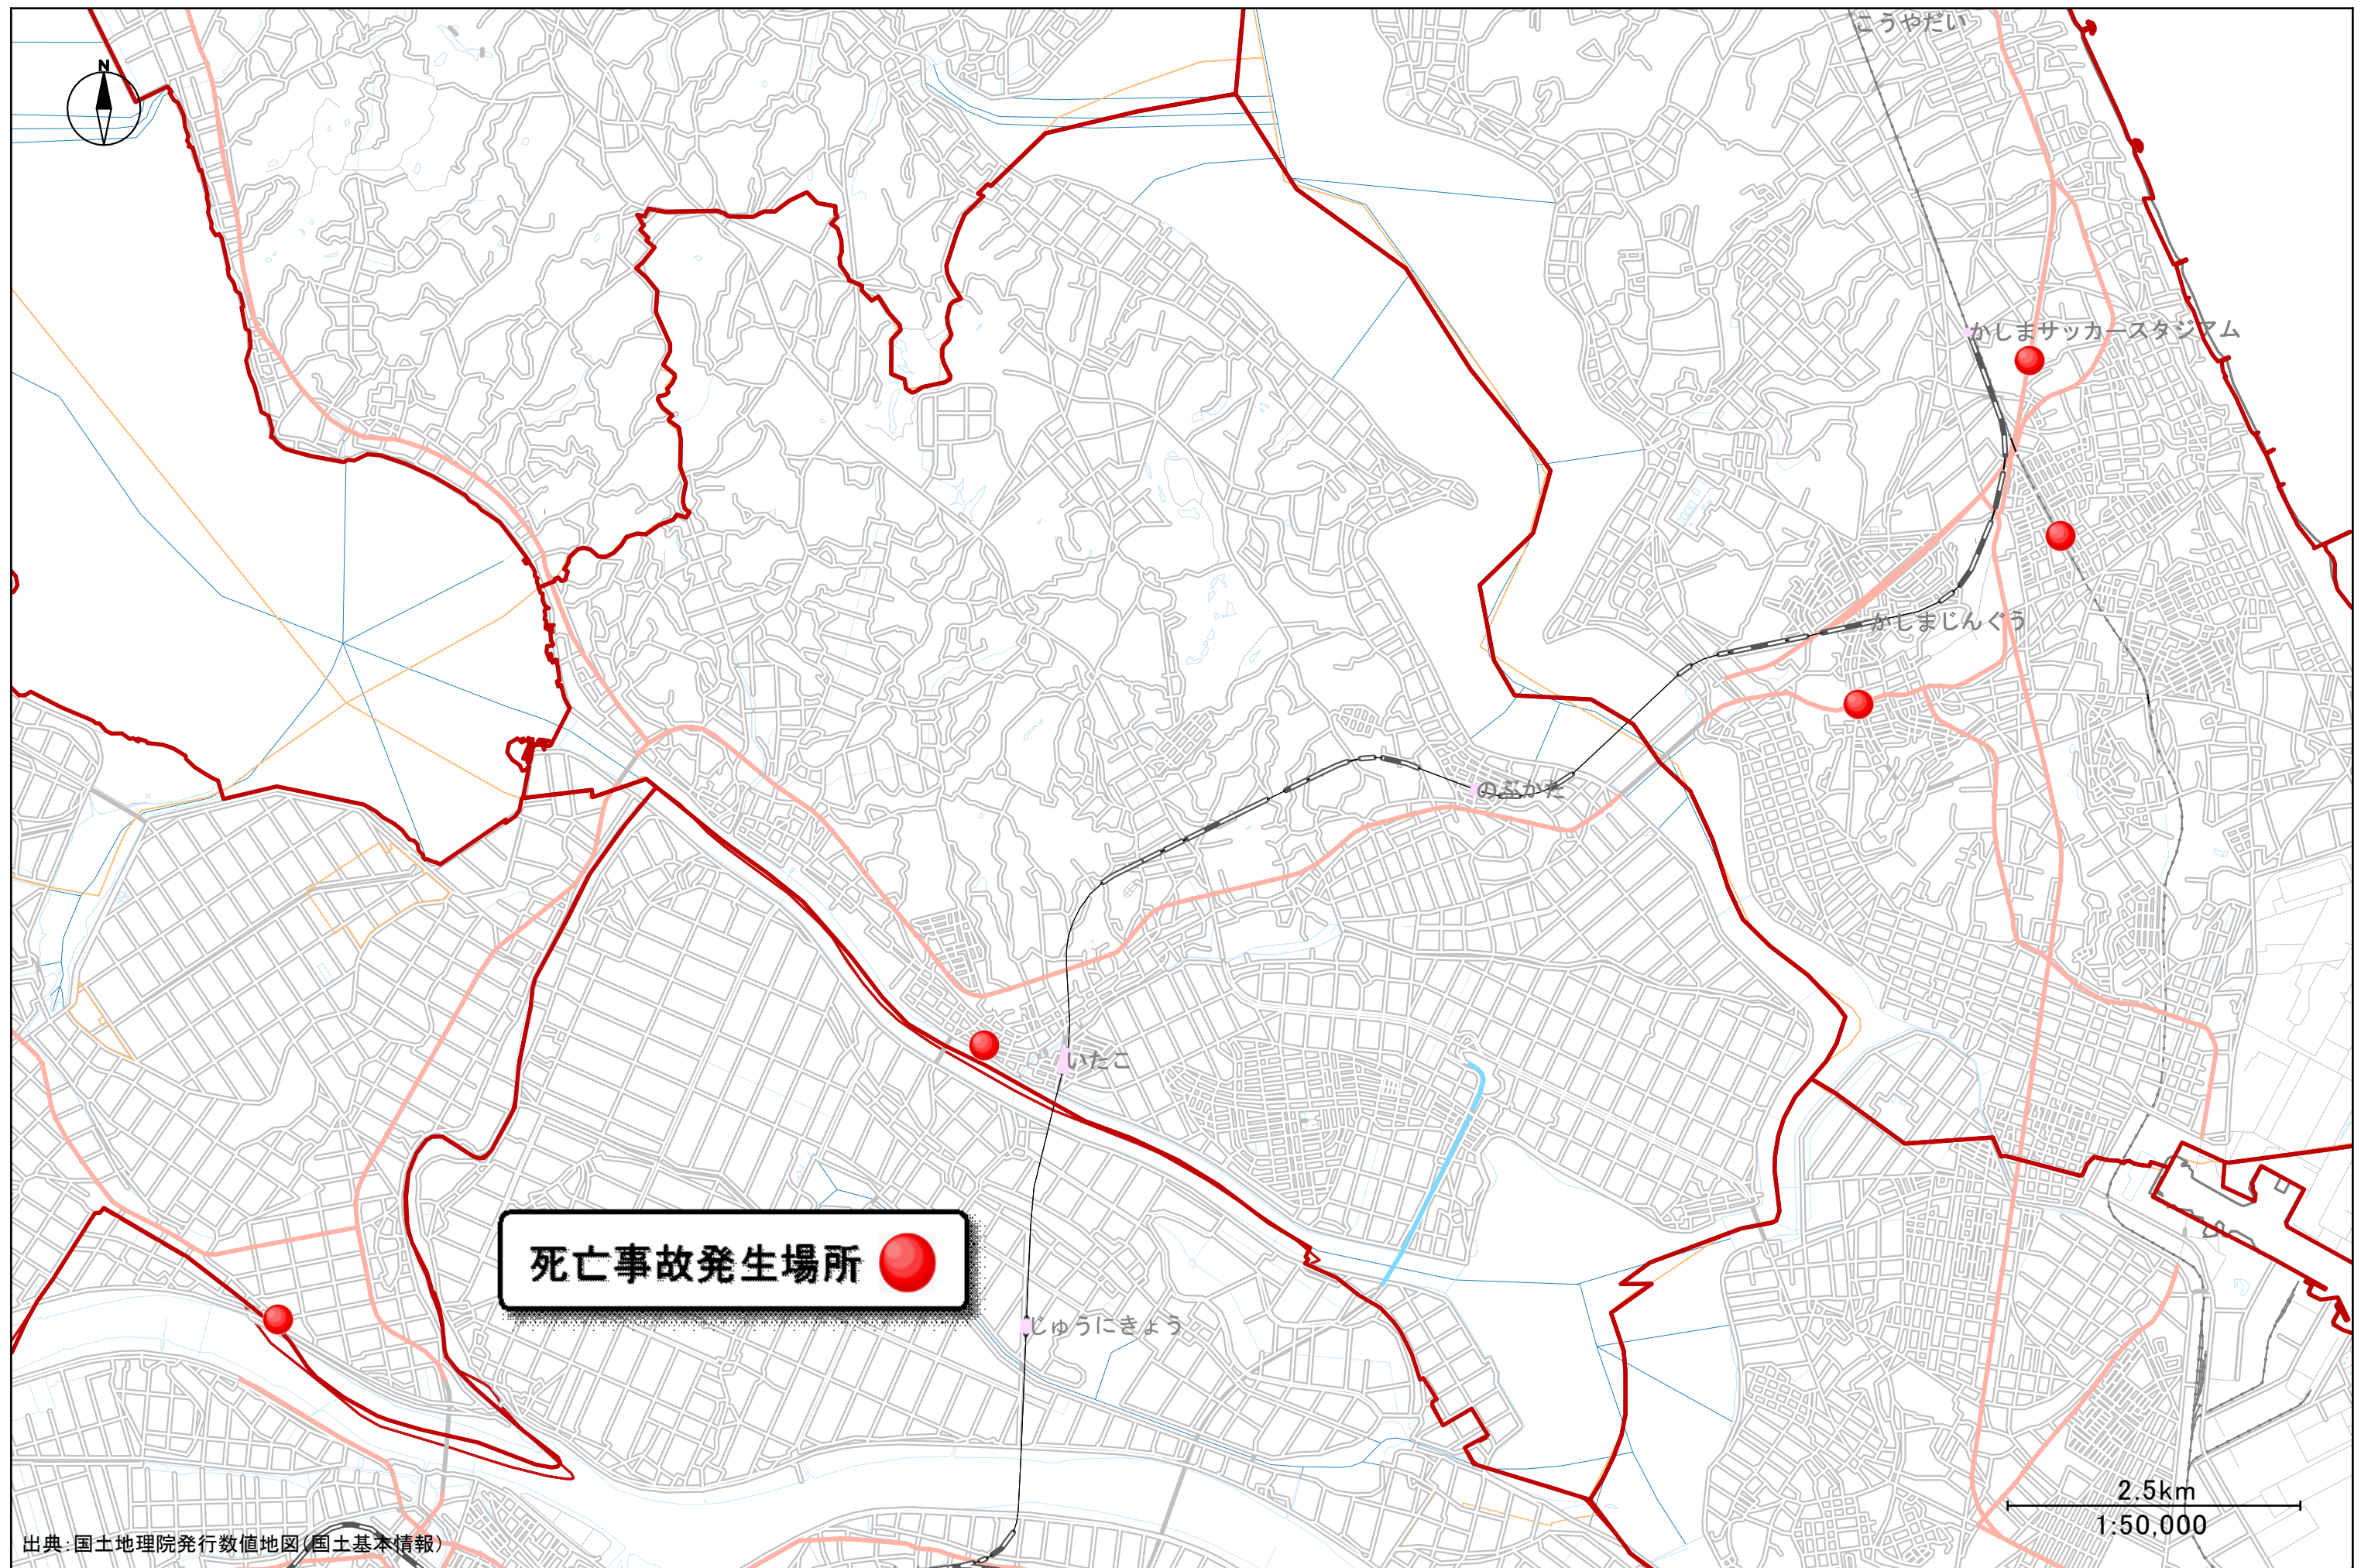 こうやだい
N
かしまサッカースタジアム
かしまじんぐう
のぶかた
いたこ
死亡事故発生場所
じゅうにきょう
2.5km
1:50,000
出典:国土地理院発行数値地図(国土基本情報)